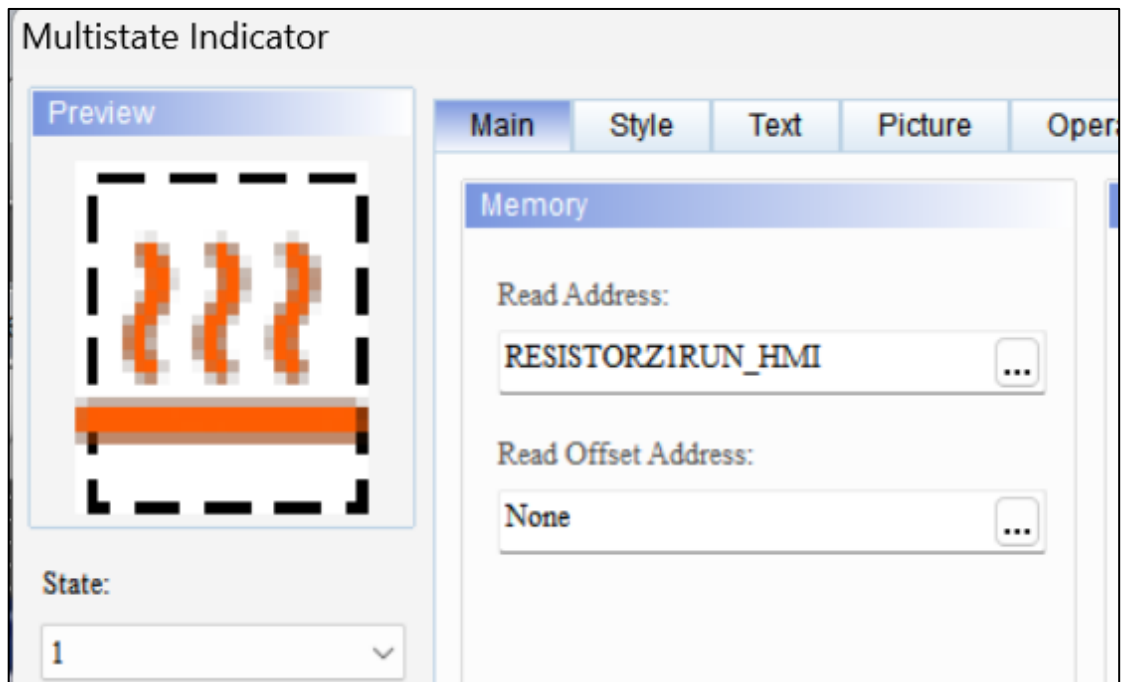 Multistate Indicator
Preview
Main Style Text Picture
Memory
Read Address:
RESISTORZ1RUN_HMI ...
Read Offset Address:
None ...
State:
1